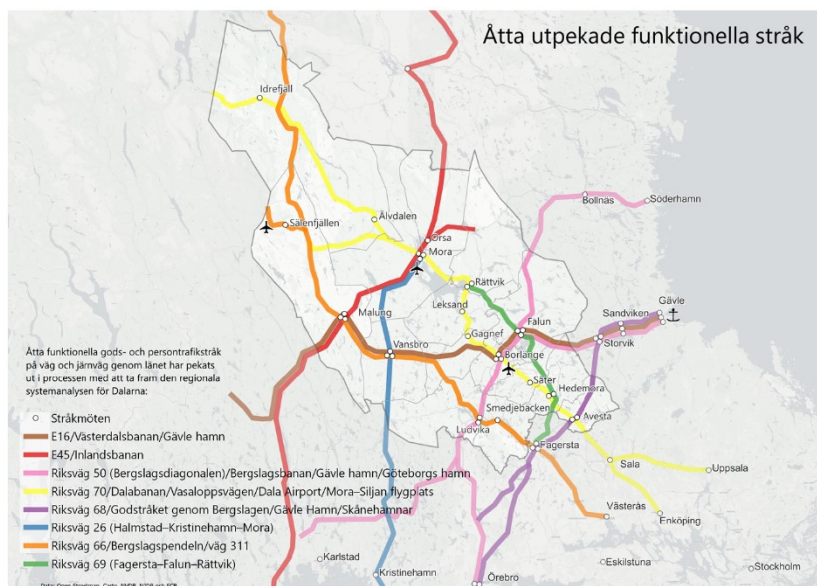 Åtta utpekade funktionella stråk
Idrefjäll
Bollnäs
Söderhamn
Sälenfjällen
Älvdalen
Orsa
Mora
Rättvik
Leksand
Gävle
Sandviken
Malung
Falun
Gagnef
Storvik
Vansbro
Borlänge
Säter
Hedemora
Smedjebacken
Avesta
Ludvika
Fagersta
Sala
Uppsala
Västerås
Enköping
Karlstad
Eskilstuna
Stockholm
Kristinehamn
Örebro
Åtta funktionella gods- och persontrafikstråk
på väg och järnväg genom länet har pekats
ut i processen med att ta fram den regionala
systemanalysen för Dalarna:
Stråkmöten
E16/Västerdalsbanan/Gävle hamn
E45/Inlandsbanan
Riksväg 50 (Bergslagsdiagonalen)/Bergslagsbanan/Gävle hamn/Göteborgs hamn
Riksväg 70/Dalabanan/Vasaloppsvägen/Dala Airport/Mora–Siljan flygplats
Riksväg 68/Godstråket genom Bergslagen/Gävle Hamn/Skånehamnar
Riksväg 26 (Halmstad–Kristinehamn–Mora)
Riksväg 66/Bergslagspendeln/väg 311
Riksväg 69 (Fagersta–Falun–Rättvik)